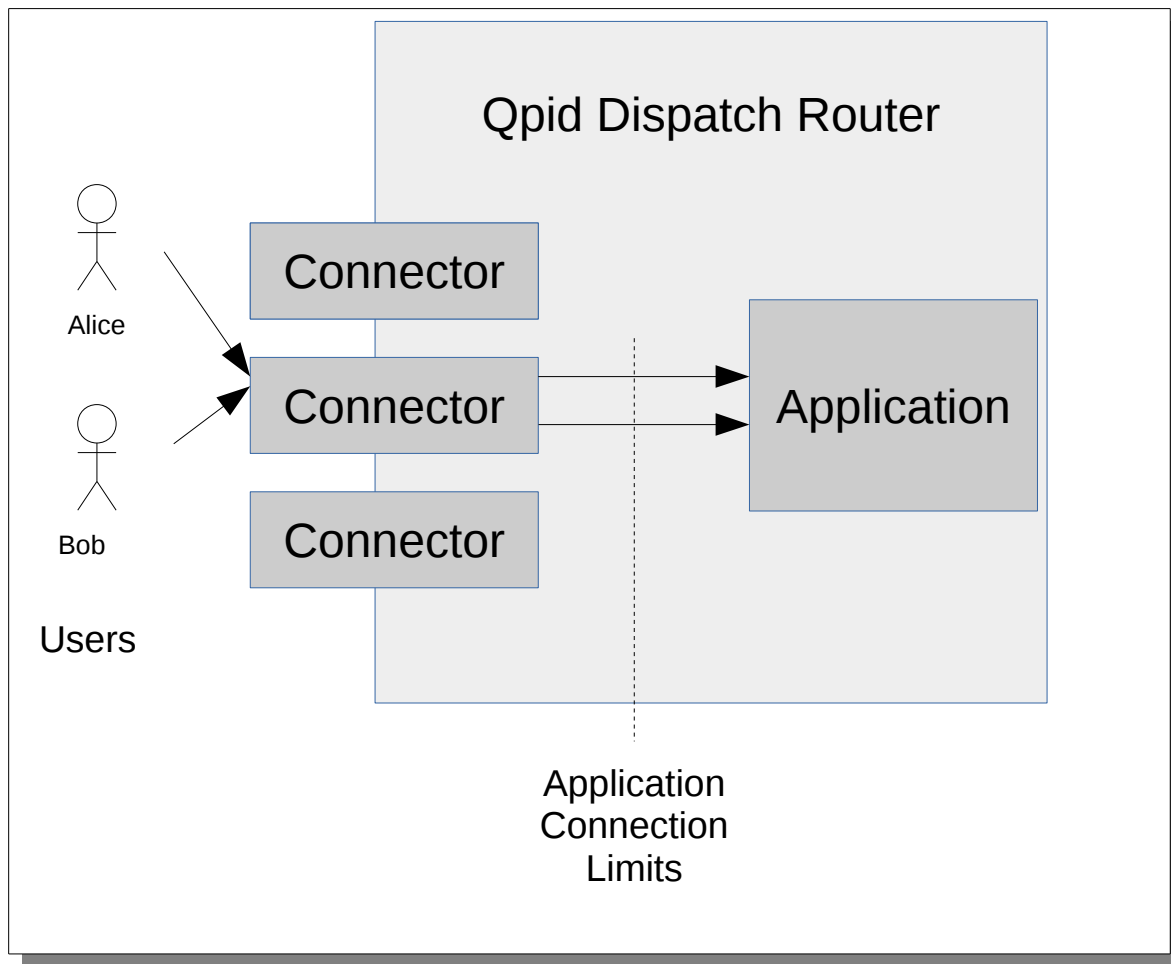 Qpid Dispatch Router
Alice
Connector
Connector
Application
Bob
Connector
Users
Application
Connection
Limits